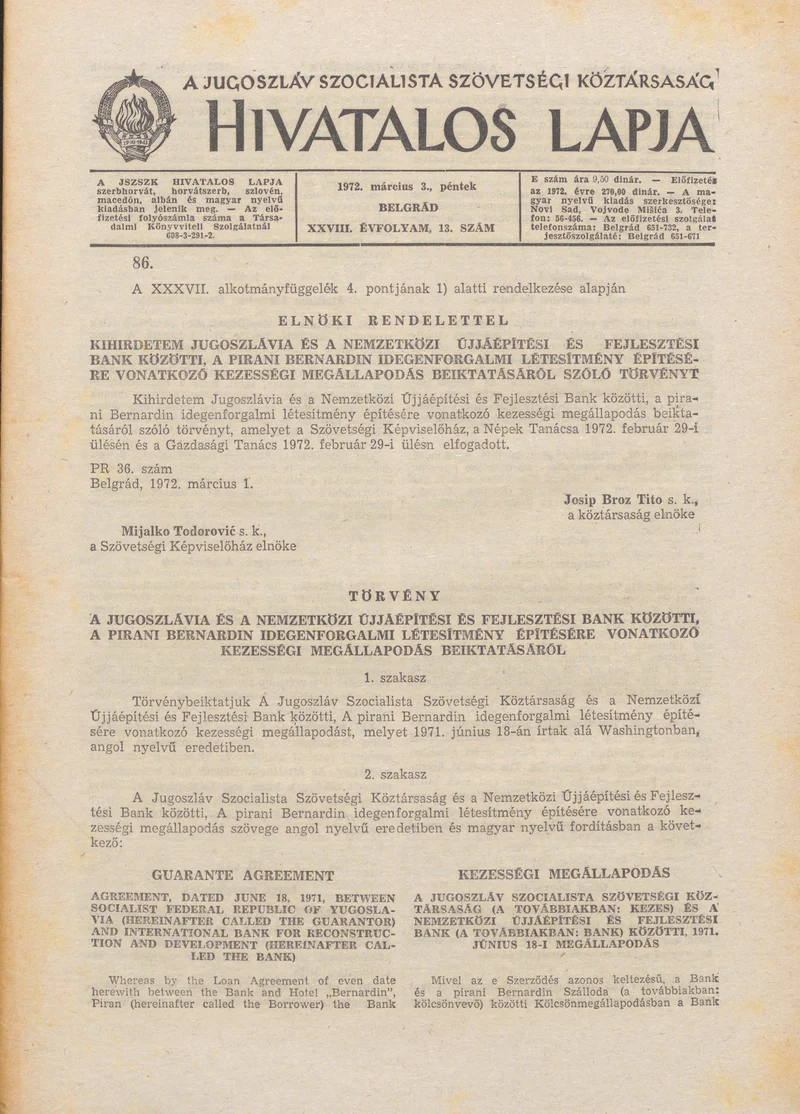 A JUGOSZLÁV SZOCIALISTA SZÖVETSÉGI KÖZTÁRSASÁG
HIVATALOS LAPJA
A JSZSZK HIVATALOS LAPJA
szerbhorvát, horvátszerb, szlovén,
macedón, albán és magyar nyelvű
kiadásban jelenik meg. — Az elő-
fizetési folyószámla száma a Társa-
dalmi Könyvviteli Szolgálatnál
608-3-291-2.
1972. március 3., péntek
BELGRÁD
XXVIII. ÉVFOLYAM, 13. SZÁM
E szám ára 9,50 dinár. — Előfizetés
az 1972. évre 270,00 dinár. — A ma-
gyar nyelvű kiadás szerkesztősége:
Novi Sad, Vojvode Mišića 3. Tele-
fon: 56-456. — Az előfizetési szolgálat
telefonszáma: Belgrád 651-732, a ter-
jesztőszolgálaté: Belgrád 651-671
86.
A XXXVII. alkotmányfüggelék 4. pontjának 1) alatti rendelkezése alapján
ELNÖKI RENDELETTEL
KIHIRDETEM JUGOSZLÁVIA ÉS A NEMZETKÖZI ÚJJÁÉPÍTÉSI ÉS FEJLESZTÉSI
BANK KÖZÖTTI, A PIRANI BERNARDIN IDEGENFORGALMI LÉTESÍTMÉNY ÉPÍTÉSÉ-
RE VONATKOZÓ KEZESSÉGI MEGÁLLAPODÁS BEIKTATÁSÁRÓL SZÓLÓ TÖRVÉNYT
Kihirdetem Jugoszlávia és a Nemzetközi Újjáépítési és Fejlesztési Bank közötti, a pira-
ni Bernardin idegenforgalmi létesítmény építésére vonatkozó kezességi megállapodás beikta-
tásáról szóló törvényt, amelyet a Szövetségi Képviselőház, a Népek Tanácsa 1972. február 29-i
ülésén és a Gazdasági Tanács 1972. február 29-i ülésn elfogadott.
PR 36. szám
Belgrád, 1972. március 1.
Josip Broz Tito s. k.,
a köztársaság elnöke
Mijalko Todorović s. k.,
a Szövetségi Képviselőház elnöke
TÖRVÉNY
A JUGOSZLÁVIA ÉS A NEMZETKÖZI ÚJJÁÉPÍTÉSI ÉS FEJLESZTÉSI BANK KÖZÖTTI,
A PIRANI BERNARDIN IDEGENFORGALMI LÉTESÍTMÉNY ÉPÍTÉSÉRE VONATKOZÓ
KEZESSÉGI MEGÁLLAPODÁS BEIKTATÁSÁRÓL
1. szakasz
Törvénybeiktatjuk A Jugoszláv Szocialista Szövetségi Köztársaság és a Nemzetközi
Újjáépítési és Fejlesztési Bank közötti, A pirani Bernardin idegenforgalmi létesítmény építé-
sére vonatkozó kezességi megállapodást, melyet 1971. június 18-án írtak alá Washingtonban,
angol nyelvű eredetiben.
2. szakasz
A Jugoszláv Szocialista Szövetségi Köztársaság és a Nemzetközi Újjáépítési és Fejlesz-
tési Bank közötti, A pirani Bernardin idegenforgalmi létesítmény építésére vonatkozó ke-
zességi megállapodás szövege angol nyelvű eredetiben és magyar nyelvű fordításban a követ-
kező:
GUARANTE AGREEMENT
AGREEMENT, DATED JUNE 18, 1971, BETWEEN
SOCIALIST FEDERAL REPUBLIC OF YUGOSLA-
VIA (HEREINAFTER CALLED THE GUARANTOR)
AND INTERNATIONAL BANK FOR RECONSTRUC-
TION AND DEVELOPMENT (HEREINAFTER CAL-
LED THE BANK)
Whereas by the Loan Agreement of even date
herewith between the Bank and Hotel „Bernardin",
Piran (hereinafter called the Borrower) the Bank
KEZESSÉGI MEGÁLLAPODÁS
A JUGOSZLÁV SZOCIALISTA SZÖVETSÉGI KÖZ-
TÁRSASÁG (A TOVÁBBIAKBAN: KEZES) ÉS A
NEMZETKÖZI ÚJJÁÉPÍTÉSI ÉS FEJLESZTÉSI
BANK (A TOVÁBBIAKBAN: BANK) KÖZÖTTI, 1971.
JÚNIUS 18-I MEGÁLLAPODÁS
Mivel az e Szerződés azonos keltezésű, a Bank
és a pirani Bernardin Szálloda (a továbbiakban:
kölcsönvevő) közötti Kölcsönmegállapodásban a Bank